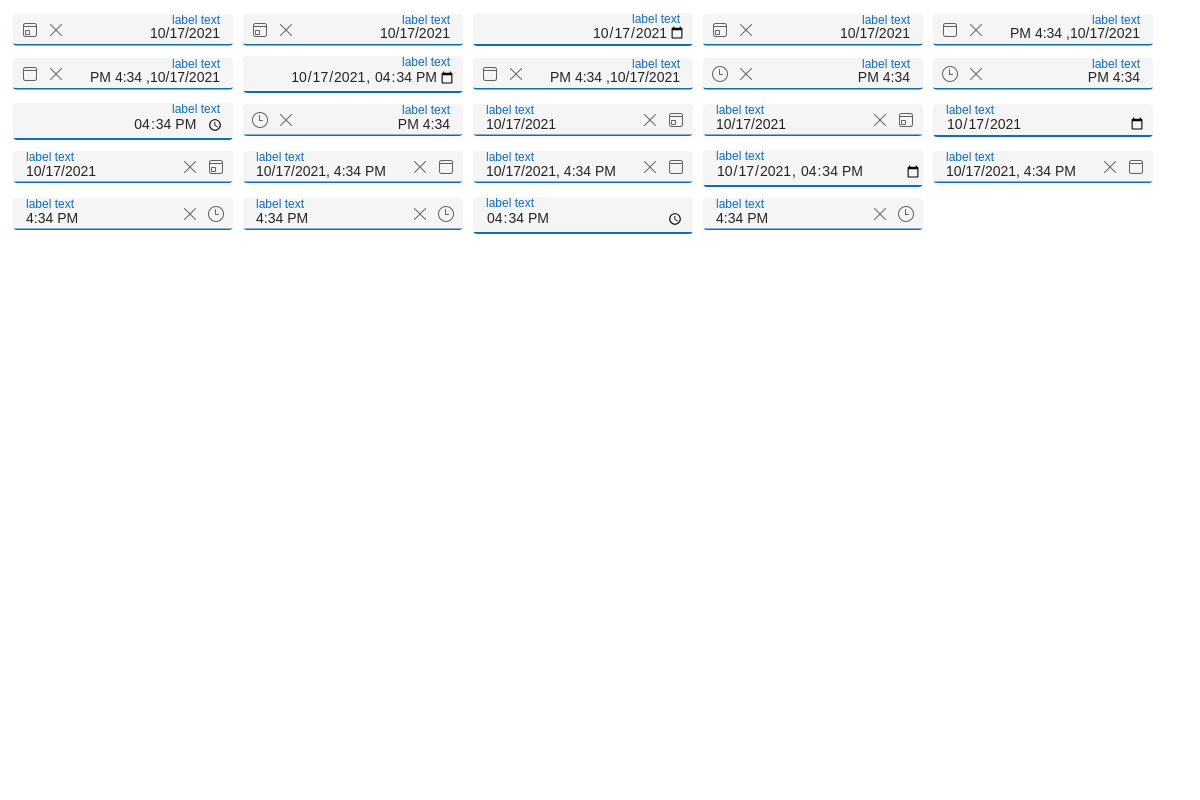 label text
10/17/2021
label text
10/17/2021
label text
10/17/2021
label text
10/17/2021
label text
PM 4:34 ,10/17/2021
label text
PM 4:34 ,10/17/2021
label text
10/17/2021, 04:34 PM
label text
PM 4:34 ,10/17/2021
label text
PM 4:34
label text
PM 4:34
label text
04:34 PM
label text
PM 4:34
label text
10/17/2021
label text
10/17/2021
label text
10/17/2021
label text
10/17/2021
label text
10/17/2021, 4:34 PM
label text
10/17/2021, 4:34 PM
label text
10/17/2021, 04:34 PM
label text
10/17/2021, 4:34 PM
label text
4:34 PM
label text
4:34 PM
label text
04:34 PM
label text
4:34 PM